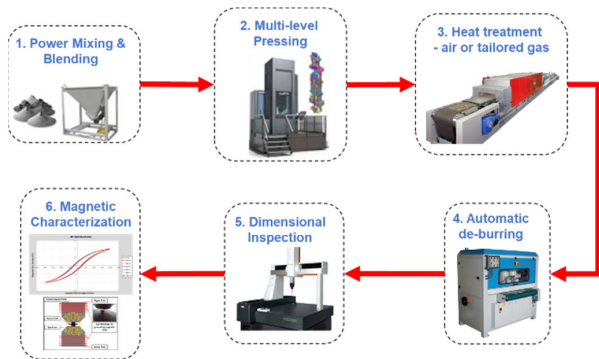 1. Power Mixing &
Blending
2. Multi-level
Pressing
3. Heat treatment
- air or tailored gas
4. Automatic
de-burring
5. Dimensional
Inspection
6. Magnetic
Characterization